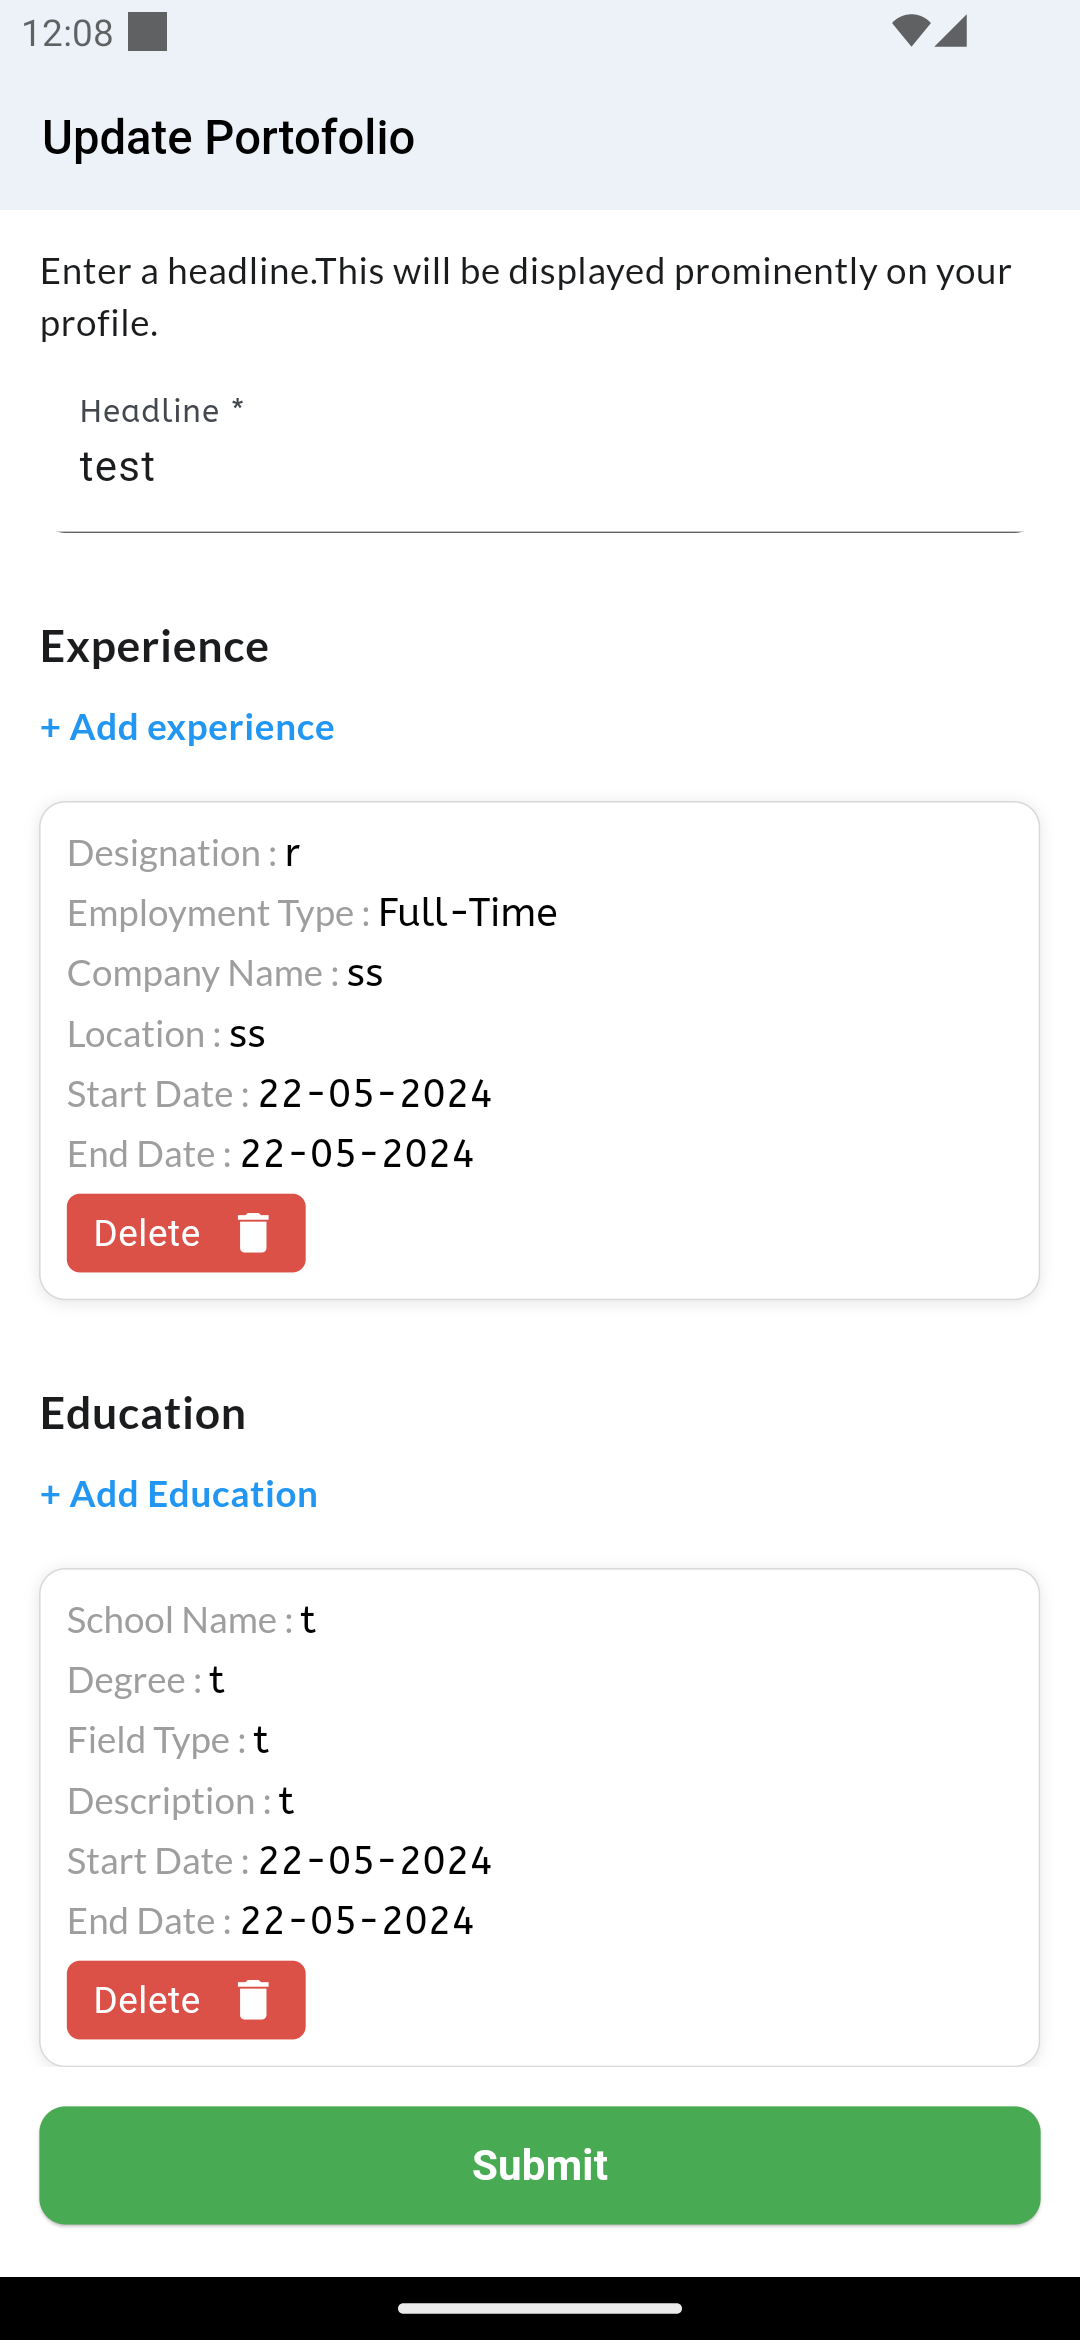 12:08
Update Portofolio
Enter a headline.This will be displayed prominently on your
profile.
Headline *
test
Experience
+ Add experience
Designation : r
Employment Type : Full-Time
Company Name : ss
Location : ss
Start Date : 22-05-2024
End Date : 22-05-2024
Delete
Education
+ Add Education
School Name : t
Degree : t
Field Type : t
Description : t
Start Date : 22-05-2024
End Date : 22-05-2024
Delete
Submit